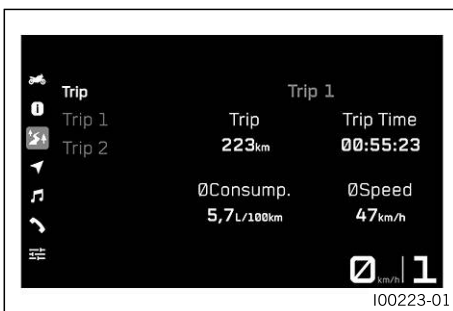 Trip Trip 1
Trip 1 Trip Trip Time
Trip 2 223km 00:55:23
ØConsump. ØSpeed
5,7L/100km 47km/h
0 km/h 1
I00223-01